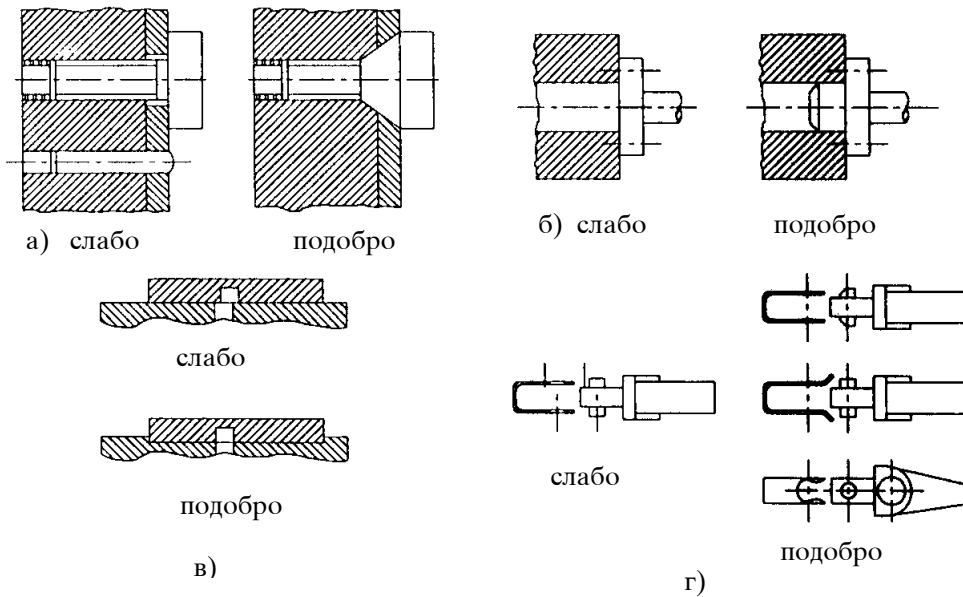 а) слабо
подобро
б) слабо
подобро
слабо
подобро
в)
слабо
подобро
г)